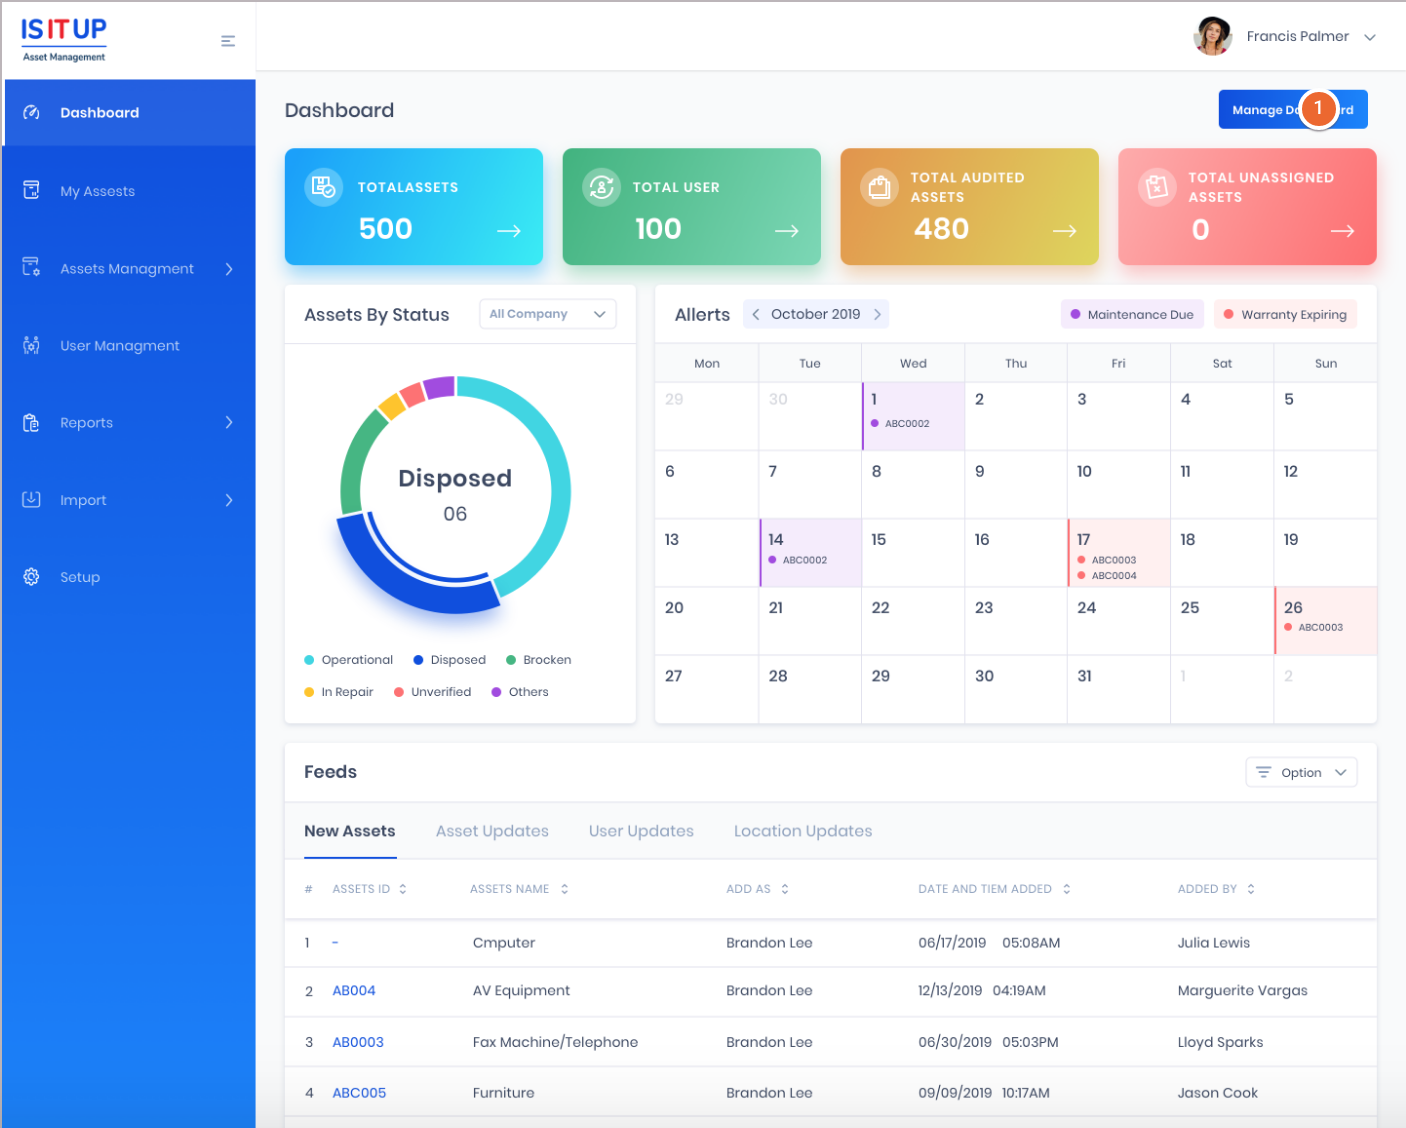 IS IT UP
Asset Management
Francis Palmer
Dashboard
My Assests
Assets Managment
User Managment
Reports
Import
Setup
Dashboard
Manage
1
TOTALASSETS
500
TOTAL USER
100
TOTAL AUDITED
ASSETS
480
TOTAL UNASSIGNED
ASSETS
0
Assets By Status
All Company
Disposed
06
Operational Disposed Brocken
In Repair Unverified Others
Allerts
October 2019
Maintenance Due
Warranty Expiring
Mon Tue Wed Thu Fri Sat Sun
29 30 1 2 3 4 5
ABC0002
6 7 8 9 10 11 12
13 14 15 16 17 18 19
ABC0002 ABC0003
ABC0004
20 21 22 23 24 25 26
ABC0003
27 28 29 30 31 1 2
Feeds
Option
New Assets Asset Updates User Updates Location Updates
# ASSETS ID ASSETS NAME ADD AS DATE AND TIEM ADDED ADDED BY
1 - Cmputer Brandon Lee 06/17/2019 05:08AM Julia Lewis
2 AB004 AV Equipment Brandon Lee 12/13/2019 04:19AM Marguerite Vargas
3 AB0003 Fax Machine/Telephone Brandon Lee 06/30/2019 05:03PM Lloyd Sparks
4 ABC005 Furniture Brandon Lee 09/09/2019 10:17AM Jason Cook